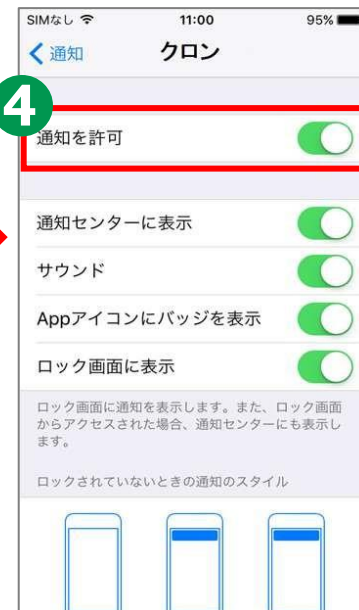 SIMなし 11:00 95%
通知 クロン
4
通知を許可
通知センターに表示
サウンド
Appアイコンにバッジを表示
ロック画面に表示
ロック画面に通知を表示します。また、ロック画面
からアクセスされた場合、通知センターにも表示し
ます。
ロックされていないときの通知のスタイル